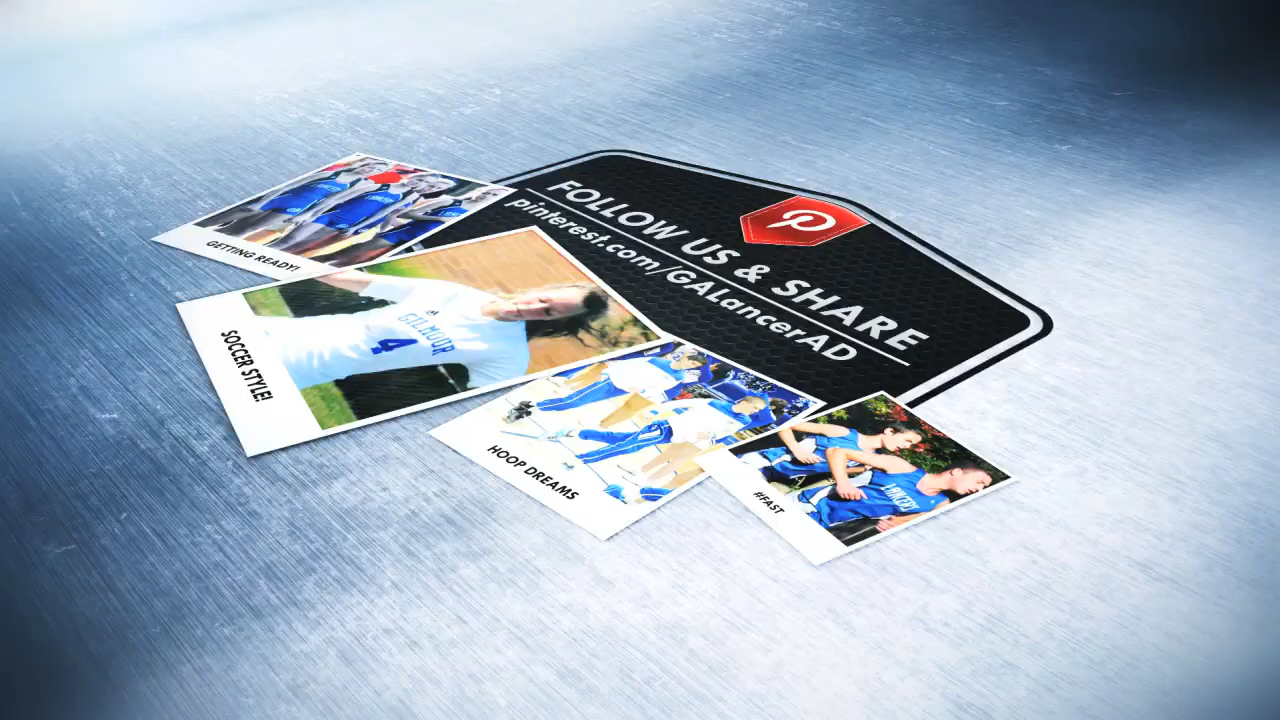 FOLLOW US & SHARE
pinterest.com/GALancerAD
GETTING READY!
SOCCER STYLE!
GILMOUR
4
HOOP DREAMS
#FAST